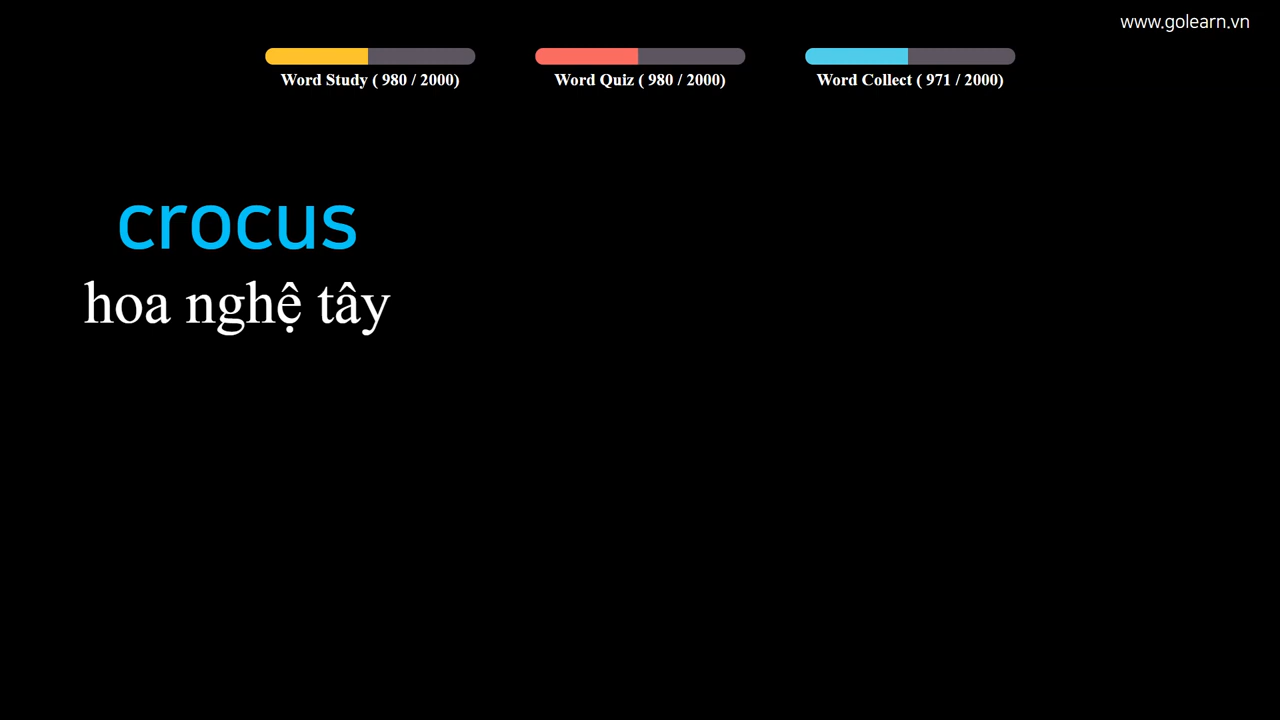 www.golearn.vn
Word Study ( 980 / 2000)
Word Quiz ( 980 / 2000)
Word Collect ( 971 / 2000)
crocus
hoa nghệ tây